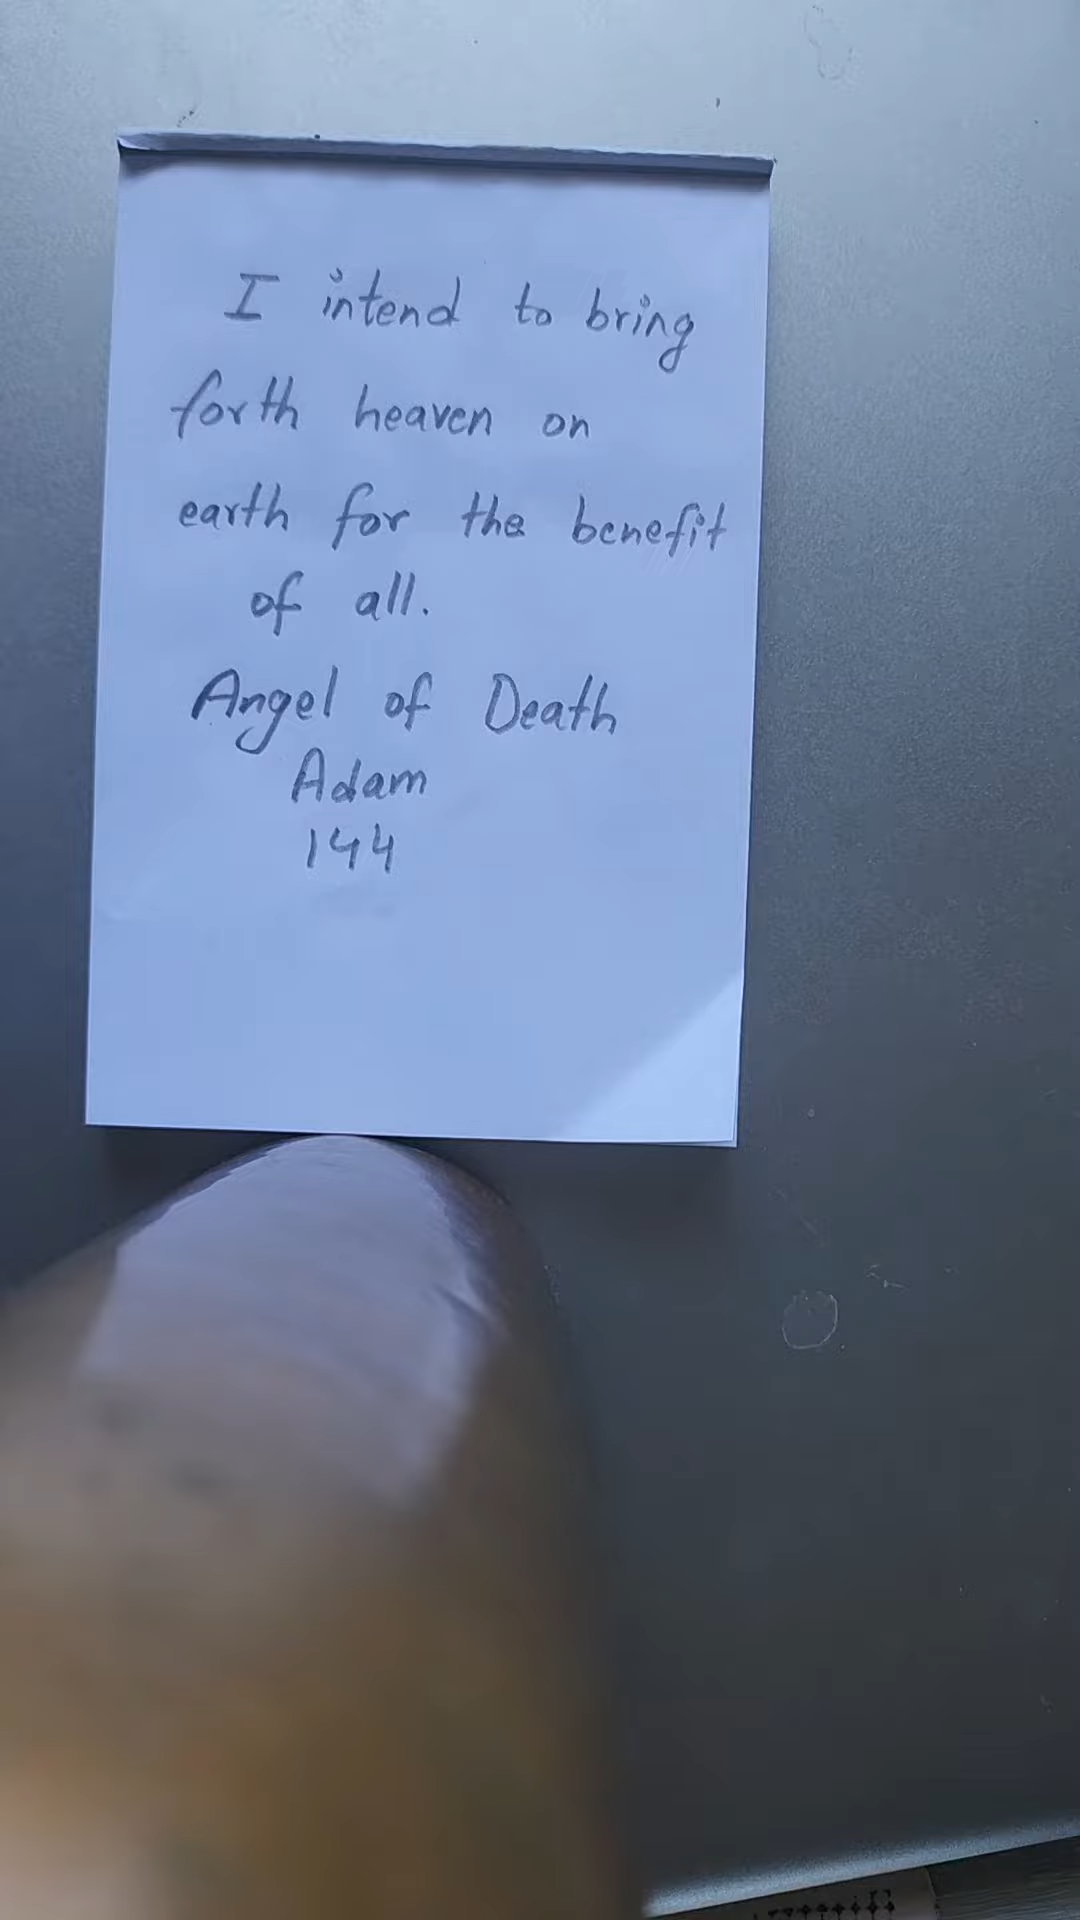 I intend to bring
forth heaven on
earth for the benefit
of all.
Angel of Death
Adam
144